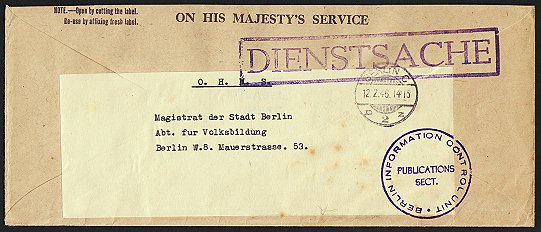 NOTE.—Open by cutting the label.
Re-use by affixing fresh label.
ON HIS MAJESTY'S SERVICE
DIENSTSACHE
O. H. M. S.
BERLIN C
12.2.46. 14-15
2
Magistrat der Stadt Berlin
Abt. fur Volksbildung
Berlin W.8. Mauerstrasse. 53.
BERLIN INFORMATION CONTROL UNIT •
PUBLICATIONS
SECT.